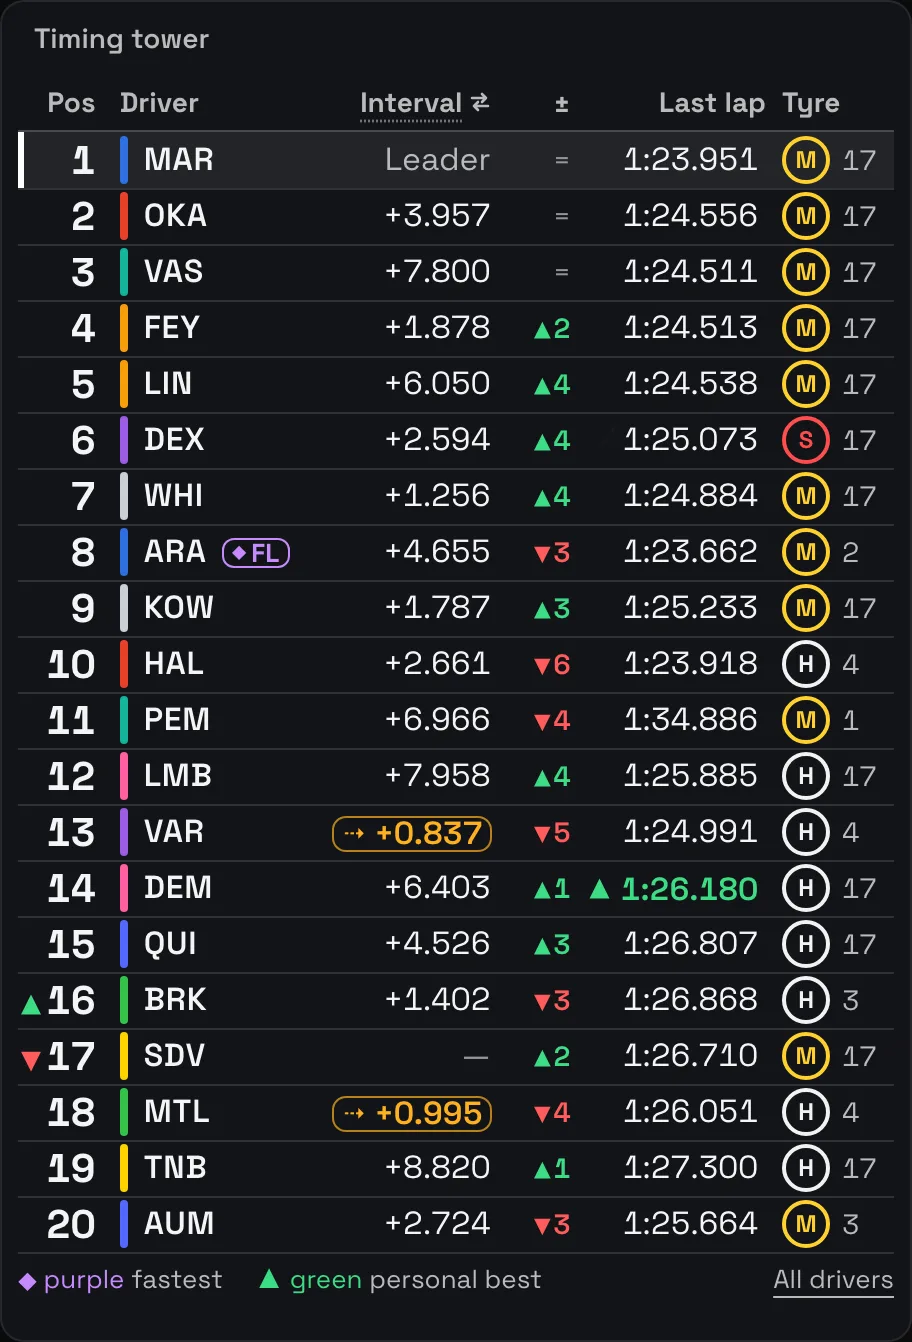 Timing tower
Pos Driver Interval ⇄ ± Last lap Tyre
1 MAR Leader = 1:23.951 M 17
2 OKA +3.957 = 1:24.556 M 17
3 VAS +7.800 = 1:24.511 M 17
4 FEY +1.878 ▲2 1:24.513 M 17
5 LIN +6.050 ▲4 1:24.538 M 17
6 DEX +2.594 ▲4 1:25.073 S 17
7 WHI +1.256 ▲4 1:24.884 M 17
8 ARA ◆ FL +4.655 ▼3 1:23.662 M 2
9 KOW +1.787 ▲3 1:25.233 M 17
10 HAL +2.661 ▼6 1:23.918 H 4
11 PEM +6.966 ▼4 1:34.886 M 1
12 LMB +7.958 ▲4 1:25.885 H 17
13 VAR ⇢ +0.837 ▼5 1:24.991 H 4
14 DEM +6.403 ▲1 ▲ 1:26.180 H 17
15 QUI +4.526 ▲3 1:26.807 H 17
▲16 BRK +1.402 ▼3 1:26.868 H 3
▼17 SDV — ▲2 1:26.710 M 17
18 MTL ⇢ +0.995 ▼4 1:26.051 H 4
19 TNB +8.820 ▲1 1:27.300 H 17
20 AUM +2.724 ▼3 1:25.664 M 3
◆ purple fastest ▲ green personal best All drivers